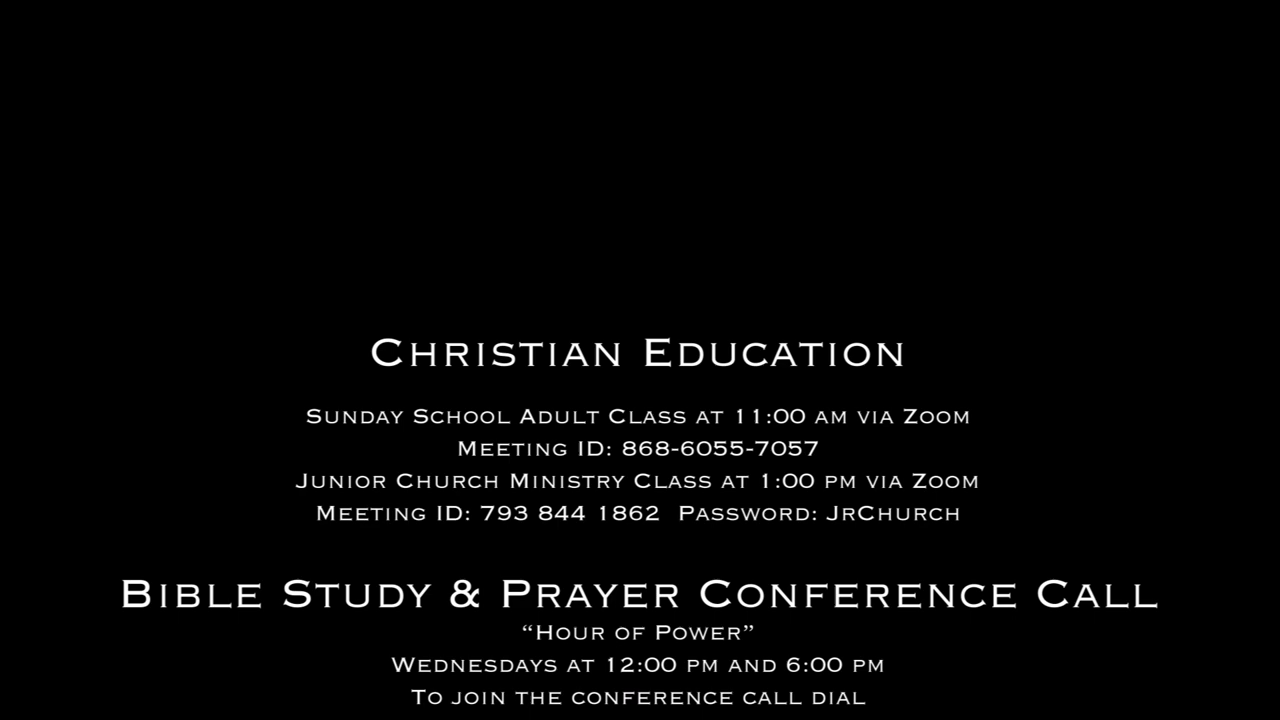 Christian Education
Sunday School Adult Class at 11:00 am via Zoom
Meeting ID: 868-6055-7057
Junior Church Ministry Class at 1:00 pm via Zoom
Meeting ID: 793 844 1862 Password: JrChurch
Bible Study & Prayer Conference Call
“Hour of Power”
Wednesdays at 12:00 pm and 6:00 pm
To join the conference call dial